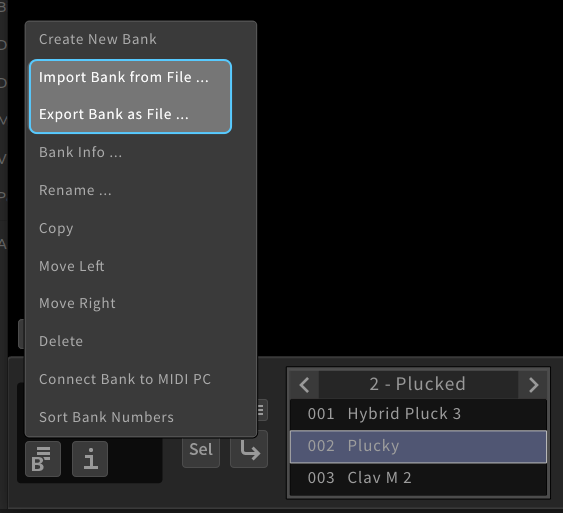 B
D
D
M
V
P
A
Create New Bank
Import Bank from File ...
Export Bank as File ...
Bank Info ...
Rename ...
Copy
Move Left
Move Right
Delete
Connect Bank to MIDI PC
Sort Bank Numbers
B
i
Sel
2 - Plucked
001 Hybrid Pluck 3
002 Plucky
003 Clav M 2